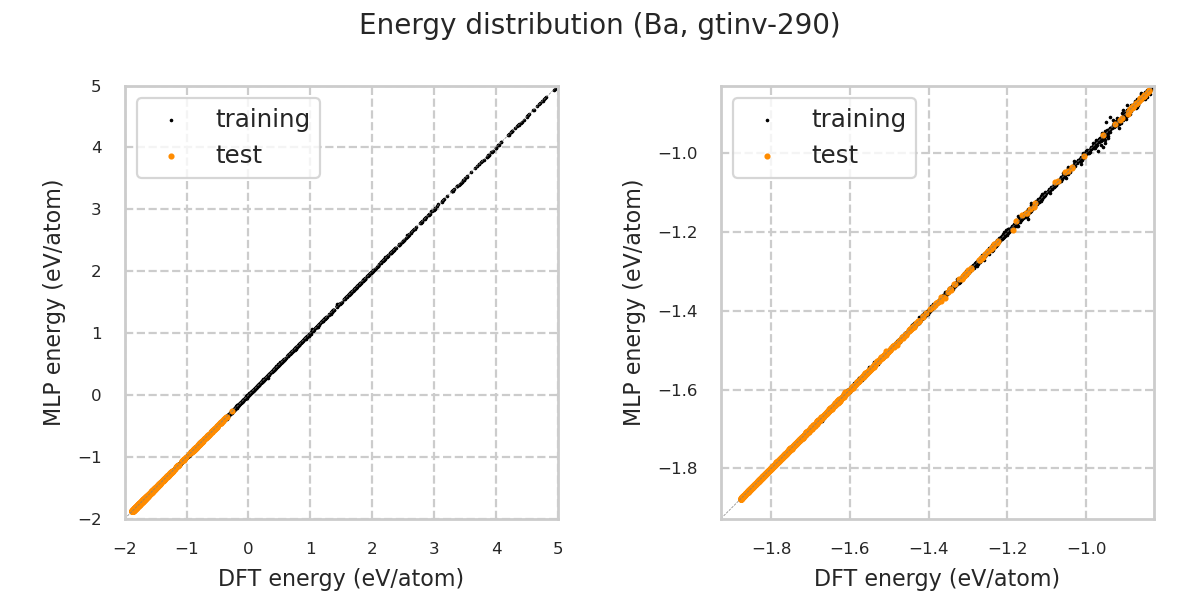 Energy distribution (Ba, gtinv-290)
MLP energy (eV/atom)
5
4
3
2
1
0
−1
−2
training
test
−2
−1
0
1
2
3
4
5
DFT energy (eV/atom)
MLP energy (eV/atom)
−1.0
−1.2
−1.4
−1.6
−1.8
training
test
−1.8
−1.6
−1.4
−1.2
−1.0
DFT energy (eV/atom)